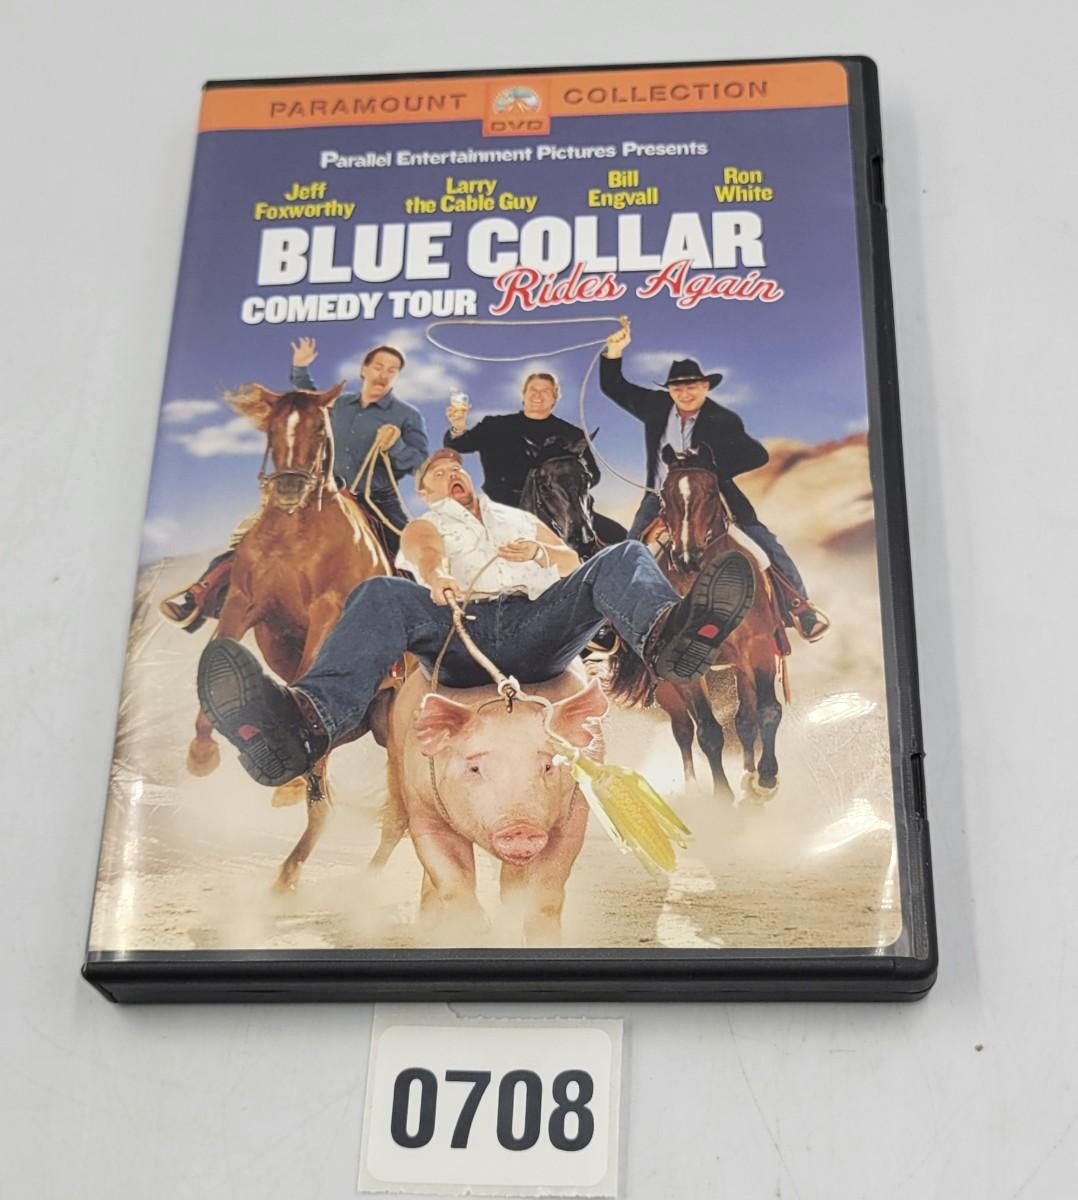 PARAMOUNT DVD COLLECTION
Parallel Entertainment Pictures Presents
Jeff Foxworthy
Larry the Cable Guy
Bill Engvall
Ron White
BLUE COLLAR
COMEDY TOUR Rides Again
0708